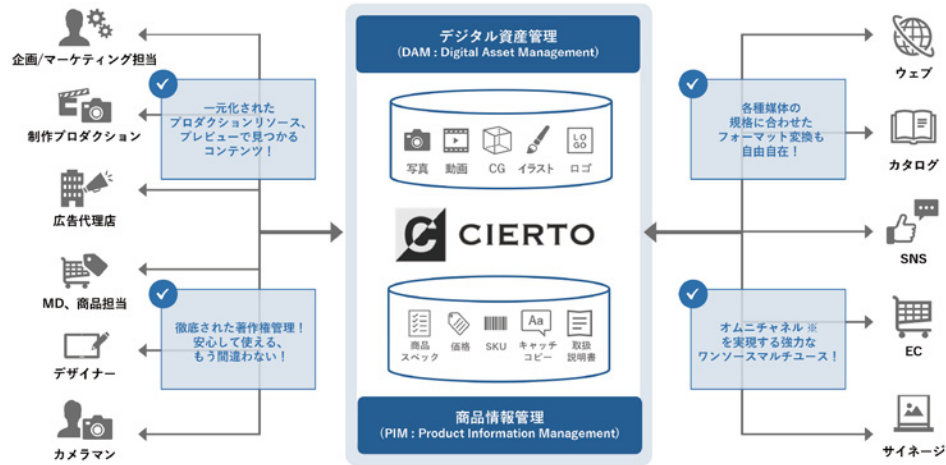 企画/マーケティング担当
制作プロダクション
広告代理店
MD、商品担当
デザイナー
カメラマン
一元化された
プロダクションリソース、
プレビューで見つかる
コンテンツ！
徹底された著作権管理！
安心して使える、
もう間違わない！
デジタル資産管理
(DAM : Digital Asset Management)
写真
動画
CG
イラスト
LO
GO
ロゴ
CIERTO
商品
スペック
価格
SKU
Aa
キャッチ
コピー
取扱
説明書
商品情報管理
(PIM : Product Information Management)
各種媒体の
規格に合わせた
フォーマット変換も
自由自在！
オムニチャネル ※
を実現する強力な
ワンソースマルチユース！
ウェブ
カタログ
SNS
EC
サイネージ